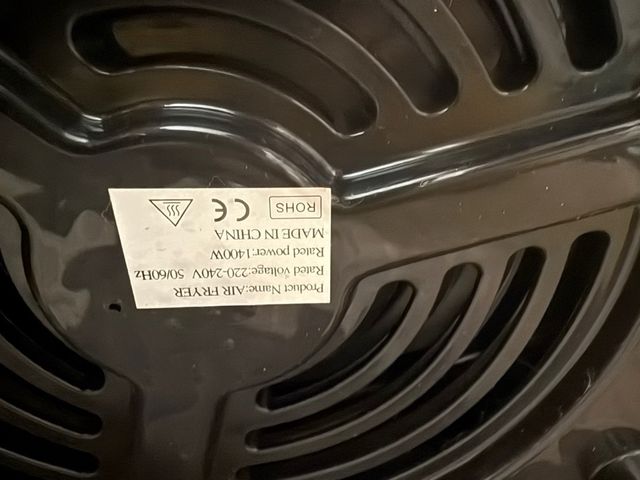 Product Name:AIR FRYER
Rated voltage:220-240V 50/60Hz
Rated power:1400W
MADE IN CHINA
ROHS CE